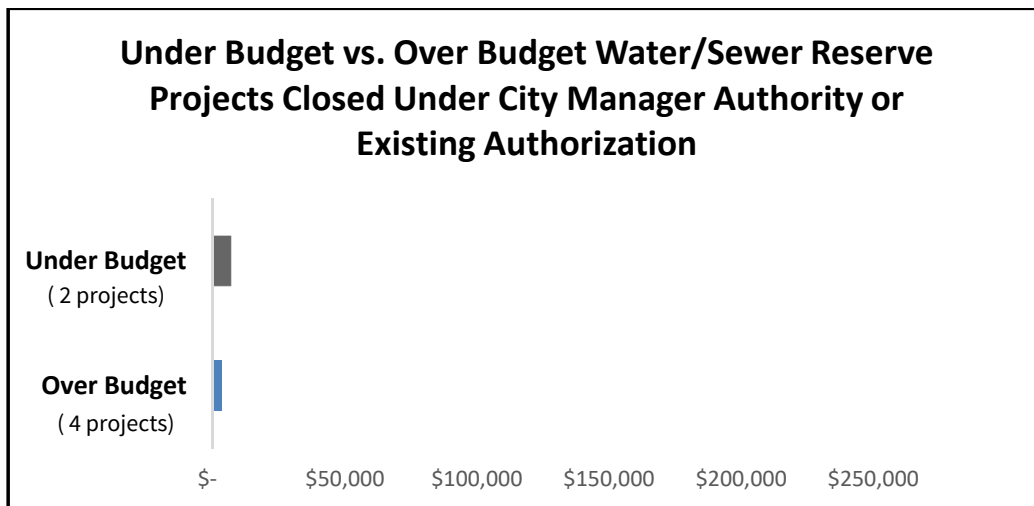 Under Budget vs. Over Budget Water/Sewer Reserve
Projects Closed Under City Manager Authority or
Existing Authorization
Under Budget
( 2 projects)
Over Budget
( 4 projects)
$- $50,000 $100,000 $150,000 $200,000 $250,000